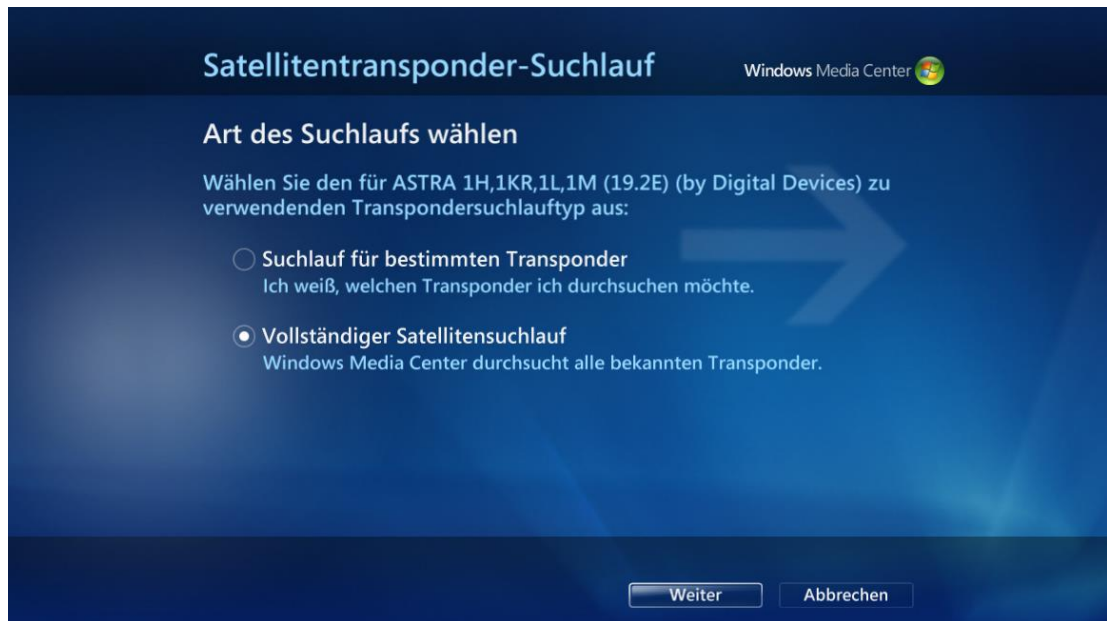 Satellitentransponder-Suchlauf
Windows Media Center
Art des Suchlaufs wählen
Wählen Sie den für ASTRA 1H,1KR,1L,1M (19.2E) (by Digital Devices) zu
verwendenden Transpondersuchlauftyp aus:
Suchlauf für bestimmten Transponder
Ich weiß, welchen Transponder ich durchsuchen möchte.
Vollständiger Satellitensuchlauf
Windows Media Center durchsucht alle bekannten Transponder.
Weiter
Abbrechen